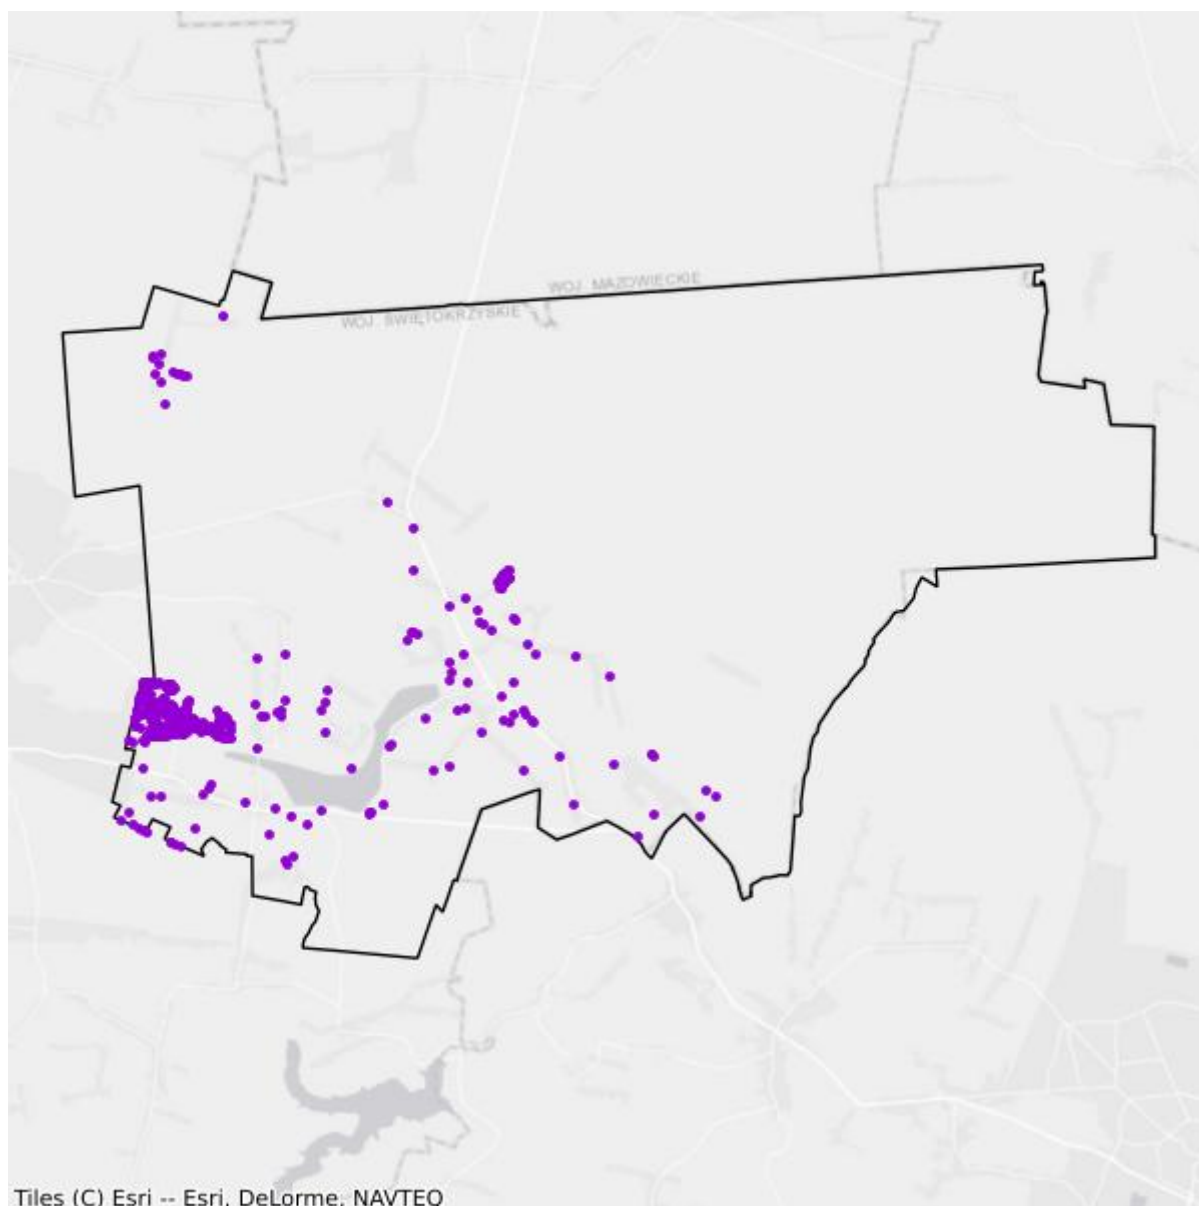 WOJ. MAZOWIECKIE
WOJ. ŚWIĘTOKRZYSKIE
Tiles (C) Esri -- Esri, DeLorme, NAVTEQ